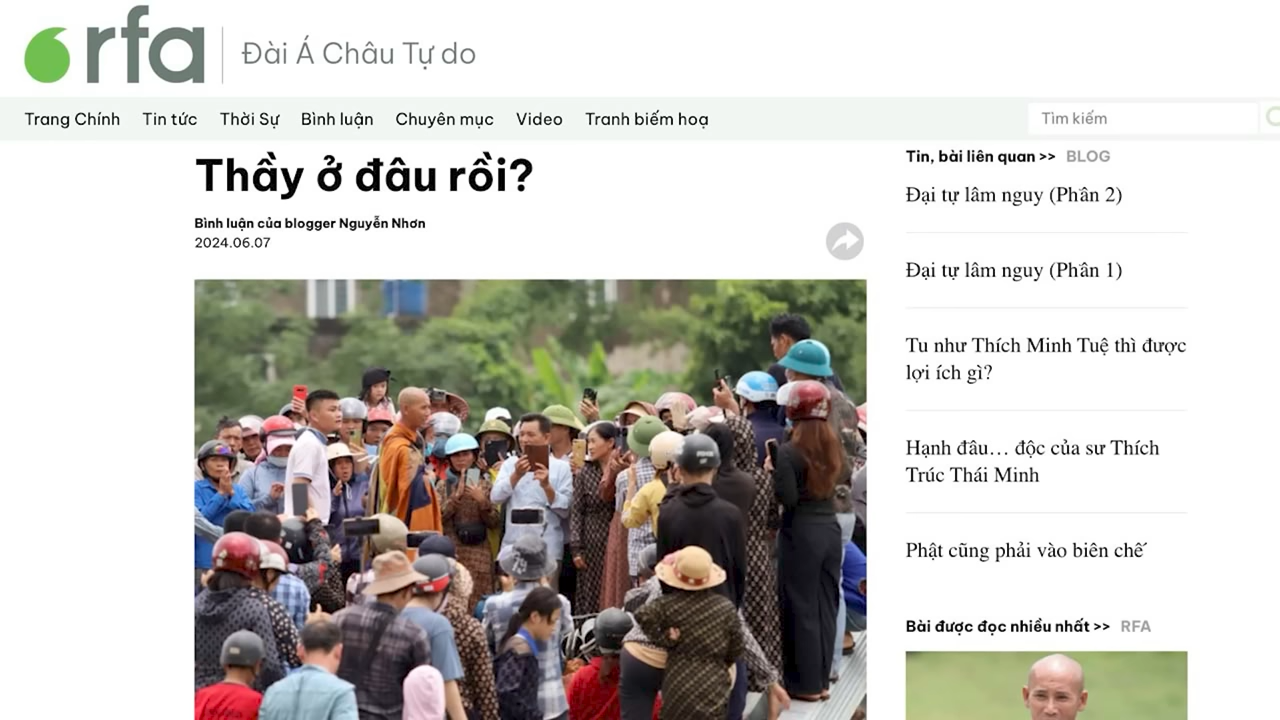 rfa
Đài Á Châu Tự do
Trang Chính Tin tức Thời Sự Bình luận Chuyên mục Video Tranh biếm hoạ
Tìm kiếm
Thầy ở đâu rồi?
Bình luận của blogger Nguyễn Nhơn
2024.06.07
Tin, bài liên quan >> BLOG
Đại tự lâm nguy (Phần 2)
Đại tự lâm nguy (Phần 1)
Tu như Thích Minh Tuệ thì được
lợi ích gì?
Hạnh đâu… độc của sư Thích
Trúc Thái Minh
Phật cũng phải vào biên chế
Bài được đọc nhiều nhất >> RFA